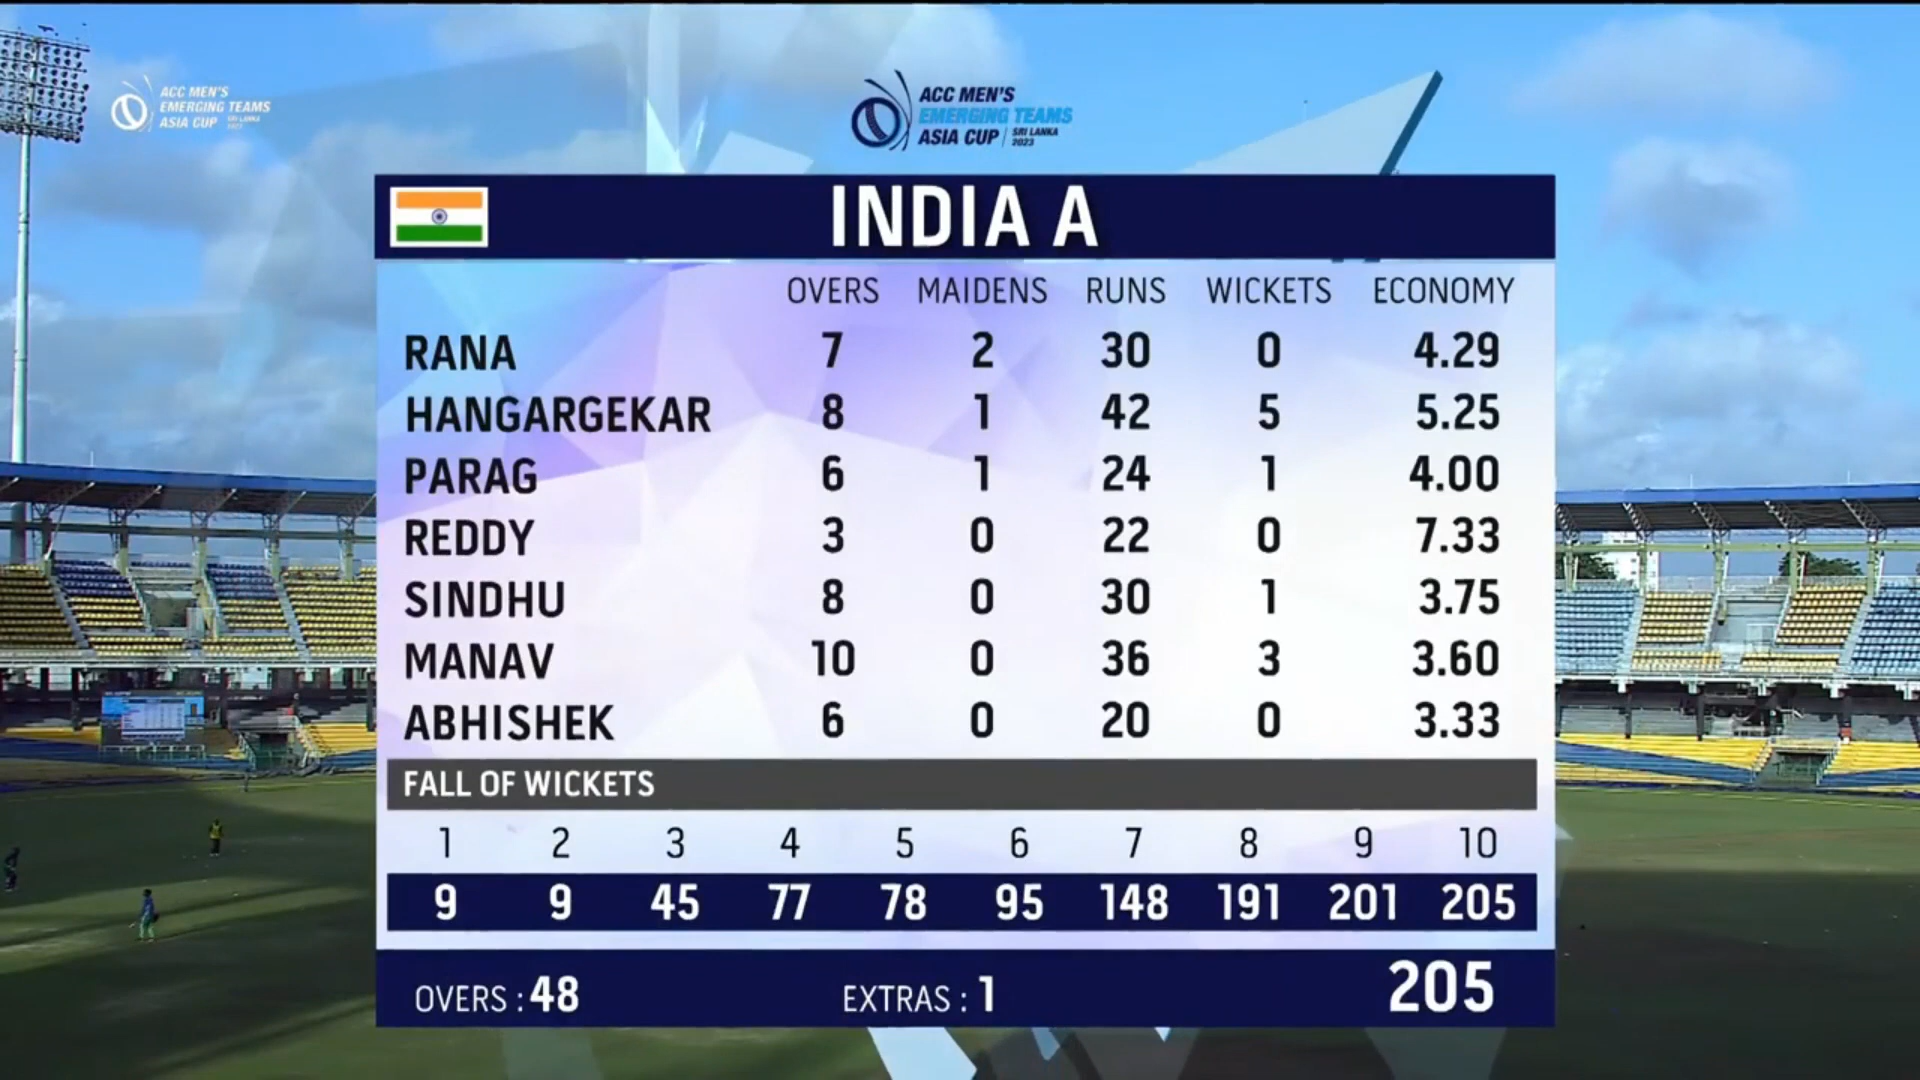 ACC MEN'S
EMERGING TEAMS
ASIA CUP
ACC MEN'S
EMERGING TEAMS
ASIA CUP | SRI LANKA 2023
INDIA A
OVERS MAIDENS RUNS WICKETS ECONOMY
RANA 7 2 30 0 4.29
HANGARGEKAR 8 1 42 5 5.25
PARAG 6 1 24 1 4.00
REDDY 3 0 22 0 7.33
SINDHU 8 0 30 1 3.75
MANAV 10 0 36 3 3.60
ABHISHEK 6 0 20 0 3.33
FALL OF WICKETS
1 2 3 4 5 6 7 8 9 10
9 9 45 77 78 95 148 191 201 205
OVERS : 48 EXTRAS : 1 205